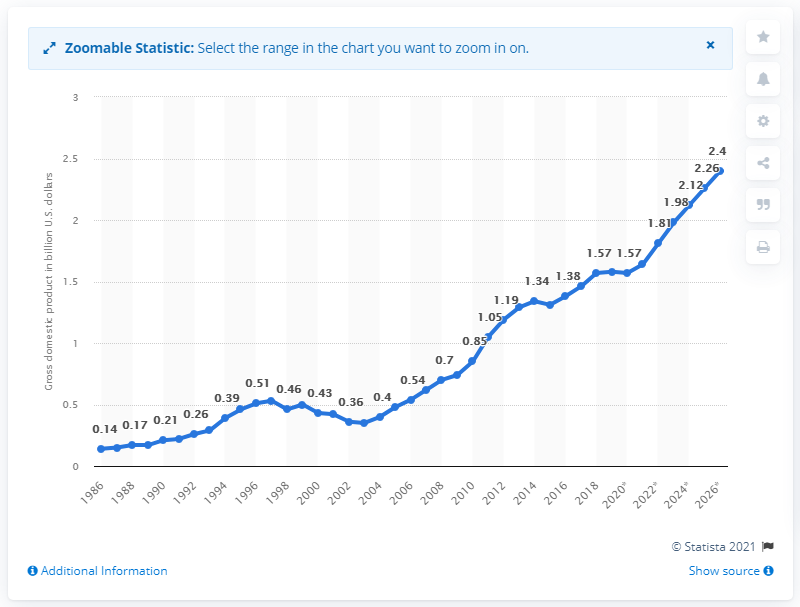 Zoomable Statistic: Select the range in the chart you want to zoom in on.
Gross domestic product in billion U.S. dollars
3
2.5
2
1.5
1
0.5
0
0.14 0.17 0.21 0.26 0.39 0.51 0.46 0.43 0.36 0.4 0.54 0.7 0.85 1.05 1.19 1.34 1.38 1.57 1.57 1.81 1.98 2.12 2.26 2.4
1986 1988 1990 1992 1994 1996 1998 2000 2002 2004 2006 2008 2010 2012 2014 2016 2018 2020* 2022* 2024* 2026*
© Statista 2021
Additional Information
Show source